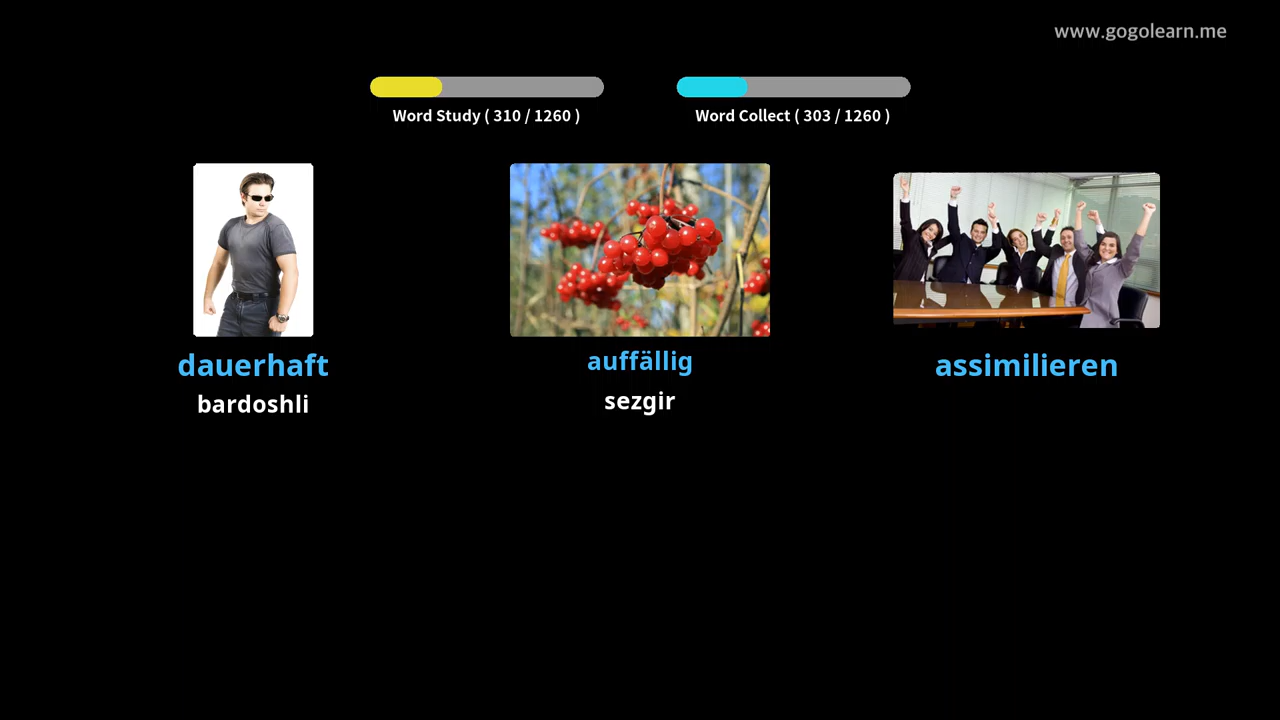 www.gogolearn.me
Word Study ( 310 / 1260 )
Word Collect ( 303 / 1260 )
dauerhaft
bardoshli
auffällig
sezgir
assimilieren